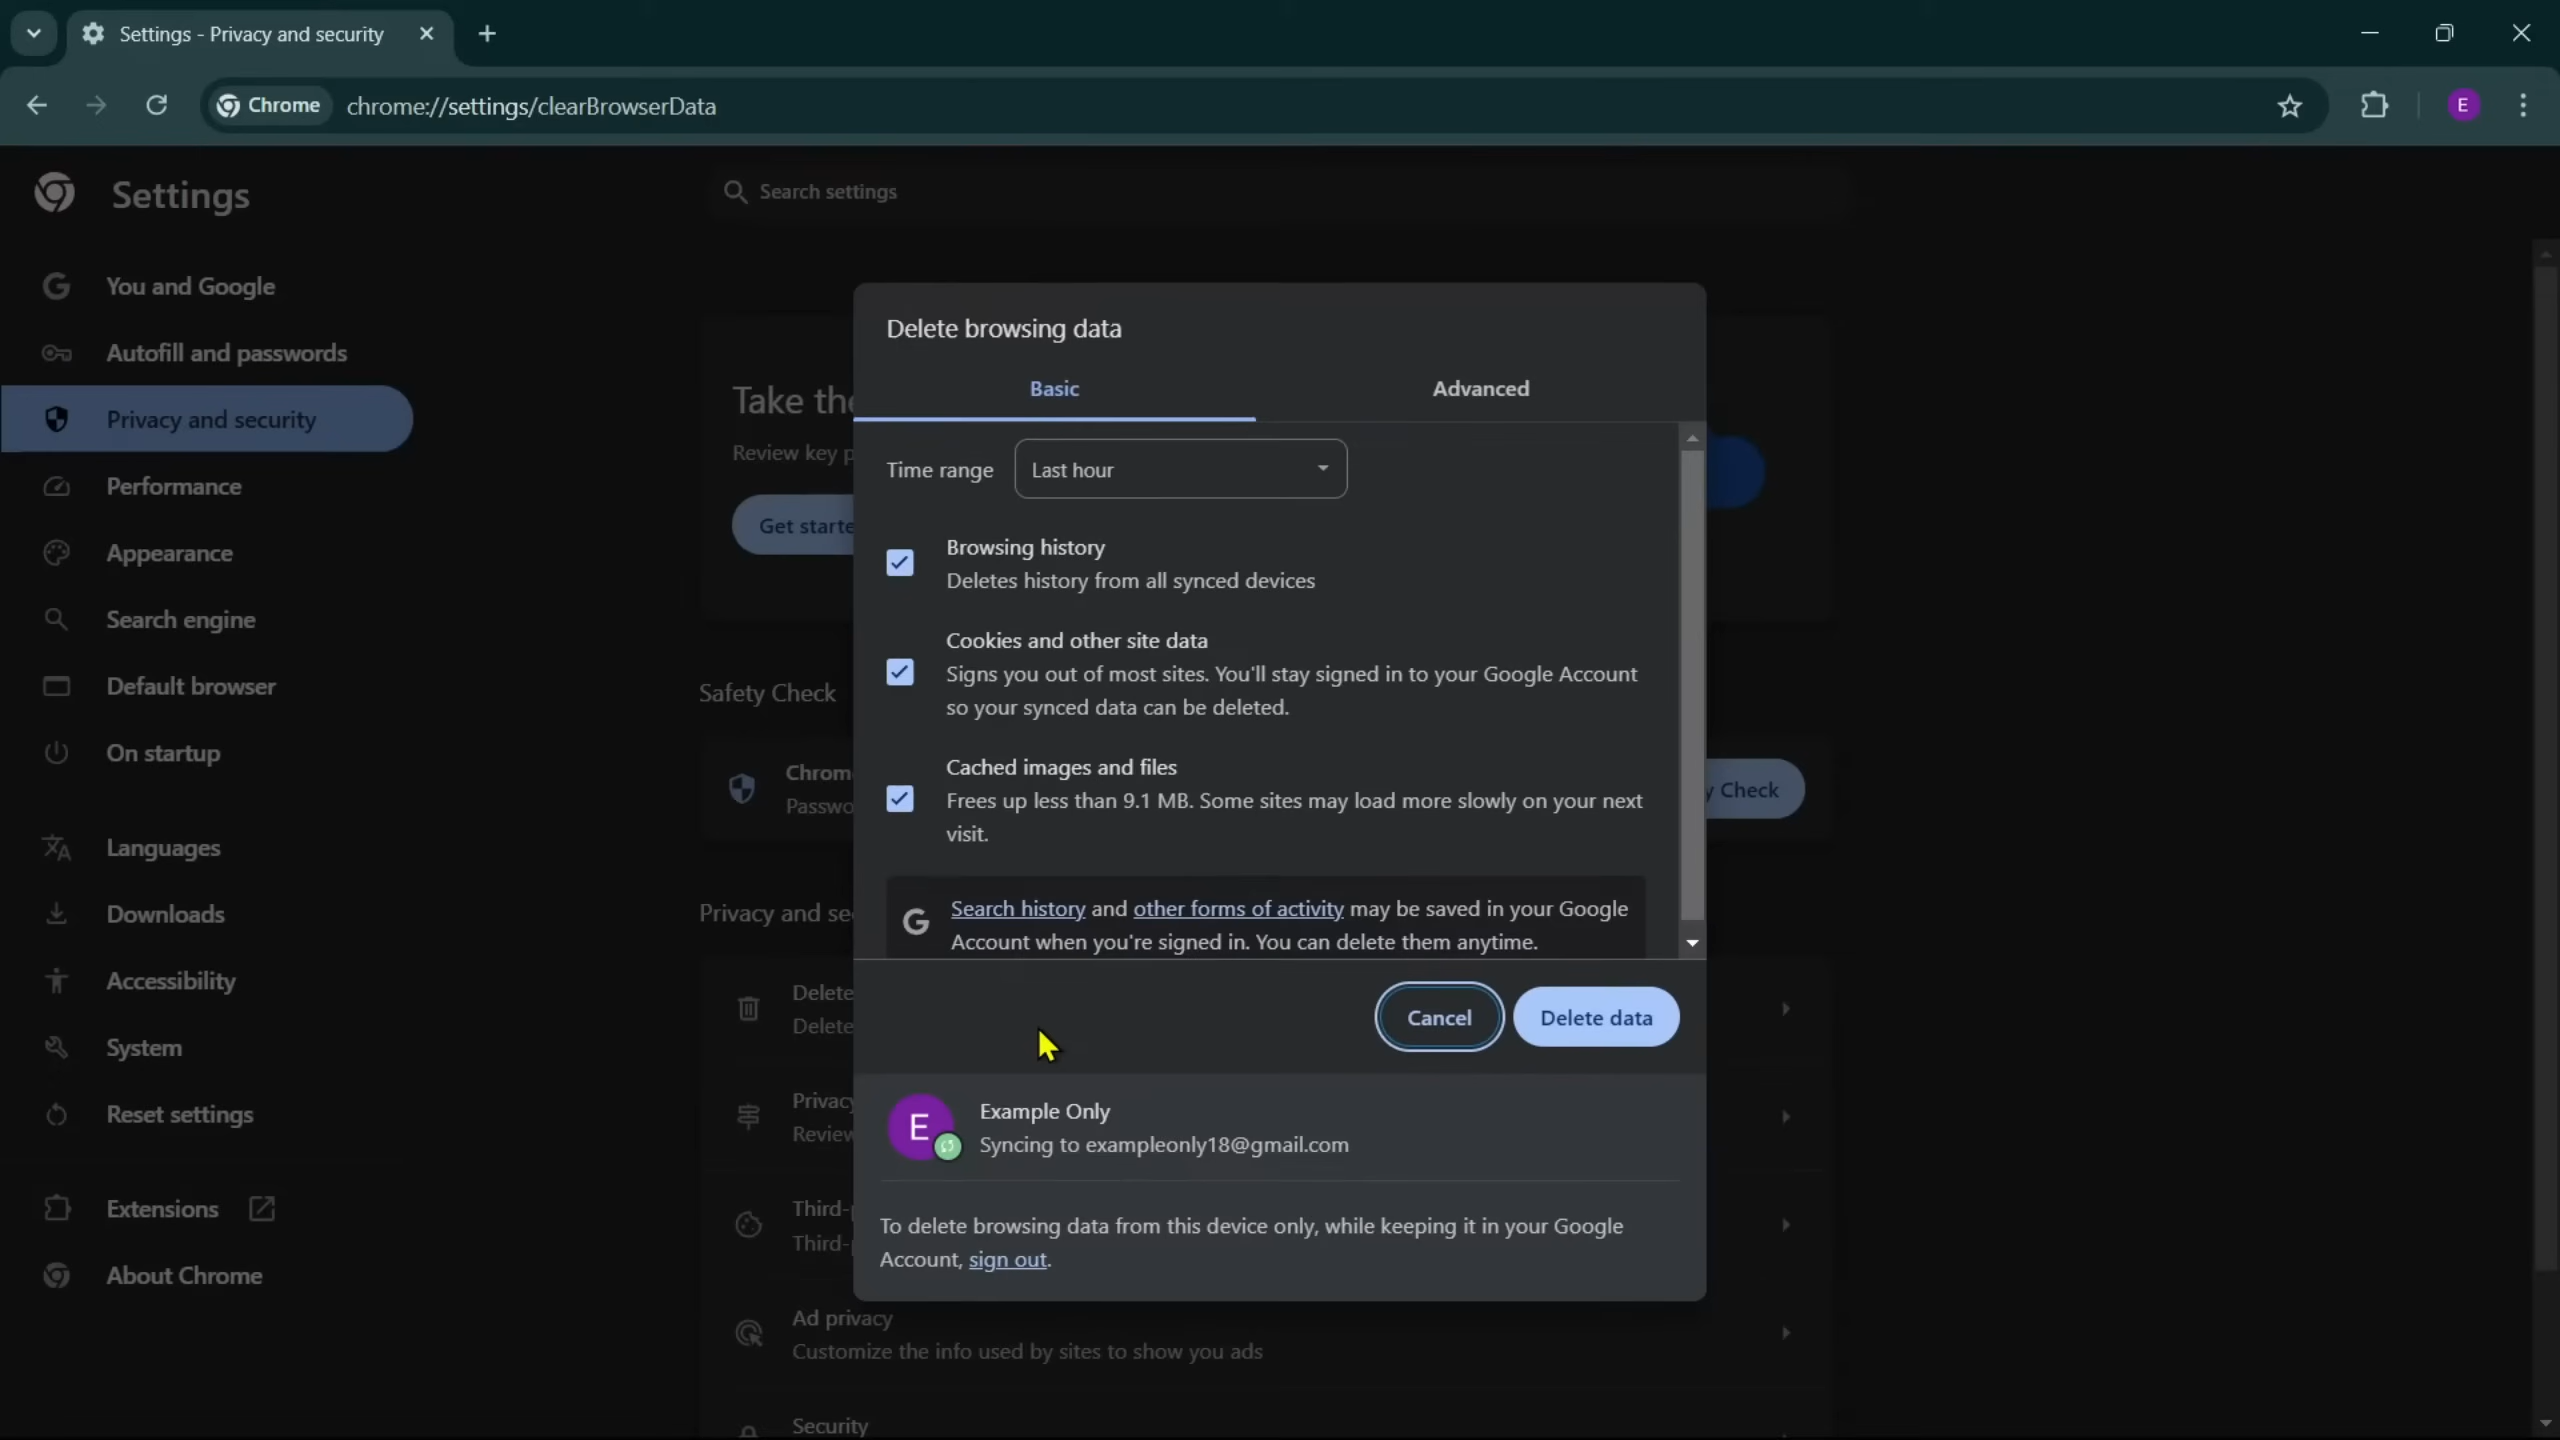 Settings - Privacy and security
Chrome
chrome://settings/clearBrowserData
E
Settings
Search settings
You and Google
Autofill and passwords
Privacy and security
Performance
Appearance
Search engine
Default browser
On startup
Languages
Downloads
Accessibility
System
Reset settings
Extensions
About Chrome
Take the
Review key p
Get starte
Safety Check
Chrom
Passwo
y Check
Privacy and se
Delete
Delete
Privacy
Review
Third-p
Third-p
Ad privacy
Customize the info used by sites to show you ads
Security
Delete browsing data
Basic
Advanced
Time range
Last hour
Browsing history
Deletes history from all synced devices
Cookies and other site data
Signs you out of most sites. You'll stay signed in to your Google Account
so your synced data can be deleted.
Cached images and files
Frees up less than 9.1 MB. Some sites may load more slowly on your next
visit.
Search history and other forms of activity may be saved in your Google
Account when you're signed in. You can delete them anytime.
Cancel
Delete data
E
Example Only
Syncing to exampleonly18@gmail.com
To delete browsing data from this device only, while keeping it in your Google
Account, sign out.